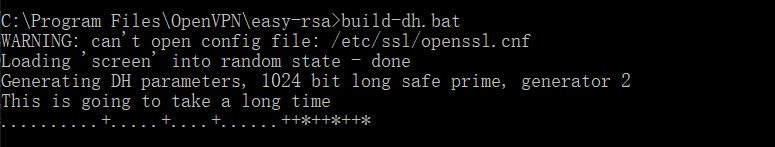 C:\Program Files\OpenVPN\easy-rsa>build-dh.bat
WARNING: can't open config file: /etc/ssl/openssl.cnf
Loading 'screen' into random state - done
Generating DH parameters, 1024 bit long safe prime, generator 2
This is going to take a long time
..........+.....+....+......++*++*++*